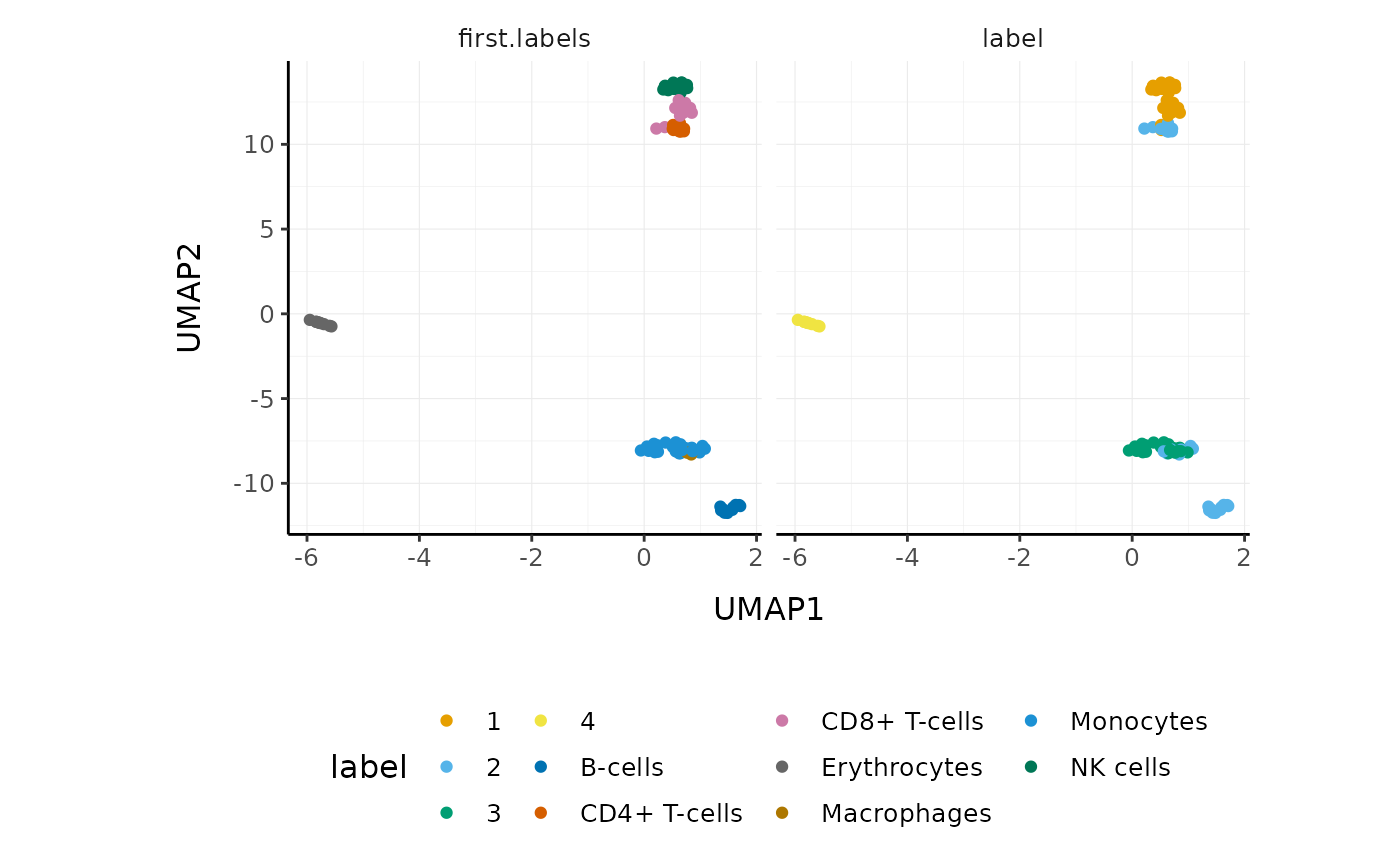 first.labels label
10
5
0
-5
-10
UMAP2
-6 -4 -2 0 2 -6 -4 -2 0 2
UMAP1
label
1 4 CD8+ T-cells Monocytes
2 B-cells Erythrocytes NK cells
3 CD4+ T-cells Macrophages